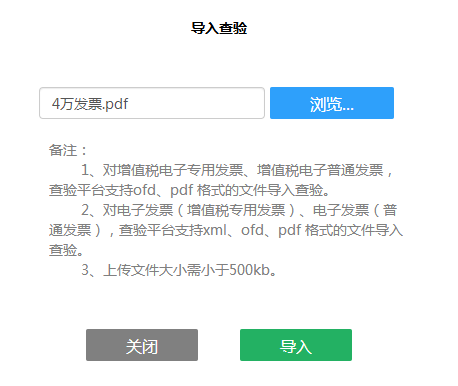 导入查验
4万发票.pdf
浏览...
备注：
1、对增值税电子专用发票、增值税电子普通发票，
查验平台支持ofd、pdf 格式的文件导入查验。
2、对电子发票（增值税专用发票）、电子发票（普
通发票），查验平台支持xml、ofd、pdf 格式的文件导入
查验。
3、上传文件大小需小于500kb。
关闭
导入